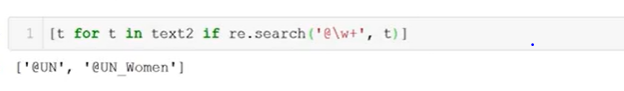 1 [t for t in text2 if re.search('@\w+', t)]
['@UN', '@UN_Women']